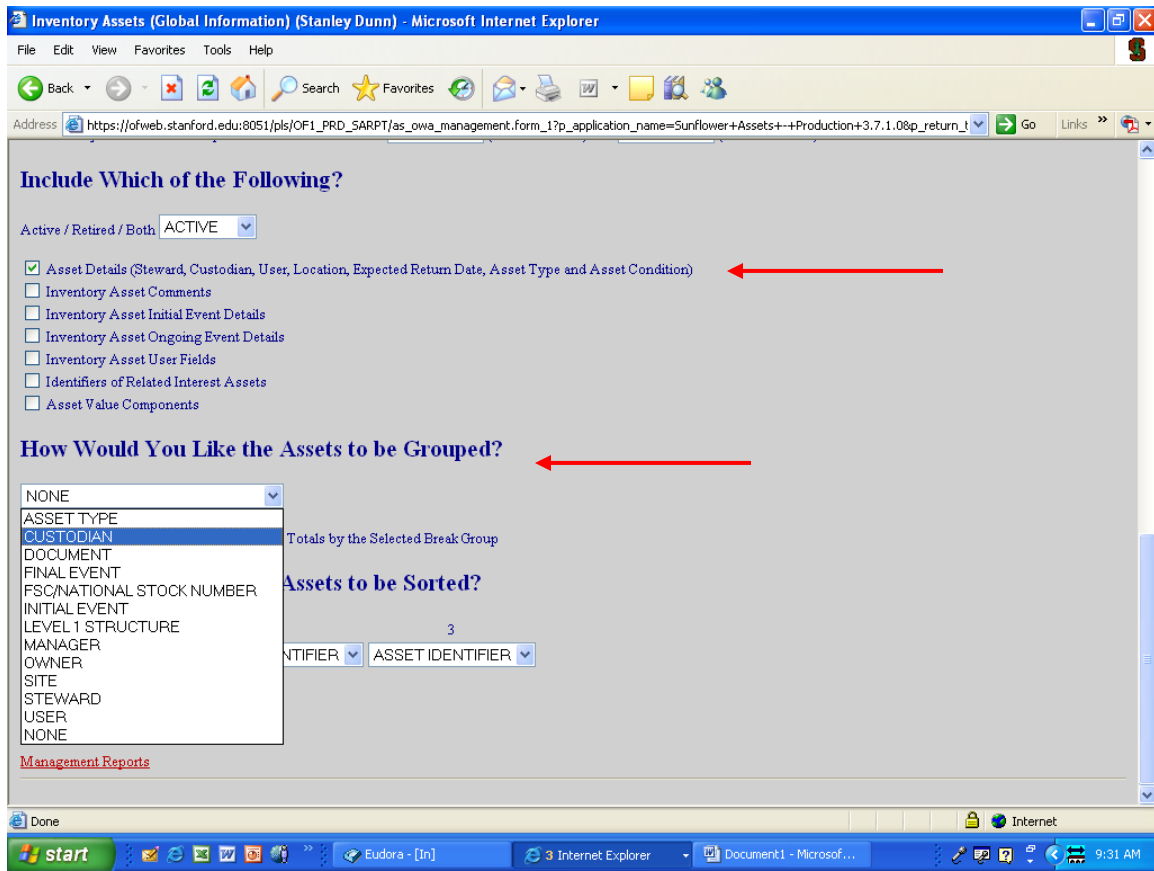 Inventory Assets (Global Information) (Stanley Dunn) - Microsoft Internet Explorer
File Edit View Favorites Tools Help
Back Search Favorites
Address https://ofweb.stanford.edu:8051/pls/OF1_PRD_SARPT/as_owa_management.form_1?p_application_name=Sunflower+Assets+-+Production+3.7.1.0&p_return_t Go Links »
Include Which of the Following?
Active / Retired / Both ACTIVE
Asset Details (Steward, Custodian, User, Location, Expected Return Date, Asset Type and Asset Condition)
Inventory Asset Comments
Inventory Asset Initial Event Details
Inventory Asset Ongoing Event Details
Inventory Asset User Fields
Identifiers of Related Interest Assets
Asset Value Components
How Would You Like the Assets to be Grouped?
NONE
ASSET TYPE
CUSTODIAN
Totals by the Selected Break Group
DOCUMENT
FINAL EVENT
FSC/NATIONAL STOCK NUMBER
Assets to be Sorted?
INITIAL EVENT
LEVEL 1 STRUCTURE
3
MANAGER
OWNER
NTIFIER ASSET IDENTIFIER
SITE
STEWARD
USER
NONE
Management Reports
Done Internet
start » Eudora - [In] 3 Internet Explorer Document1 - Microsof... 9:31 AM